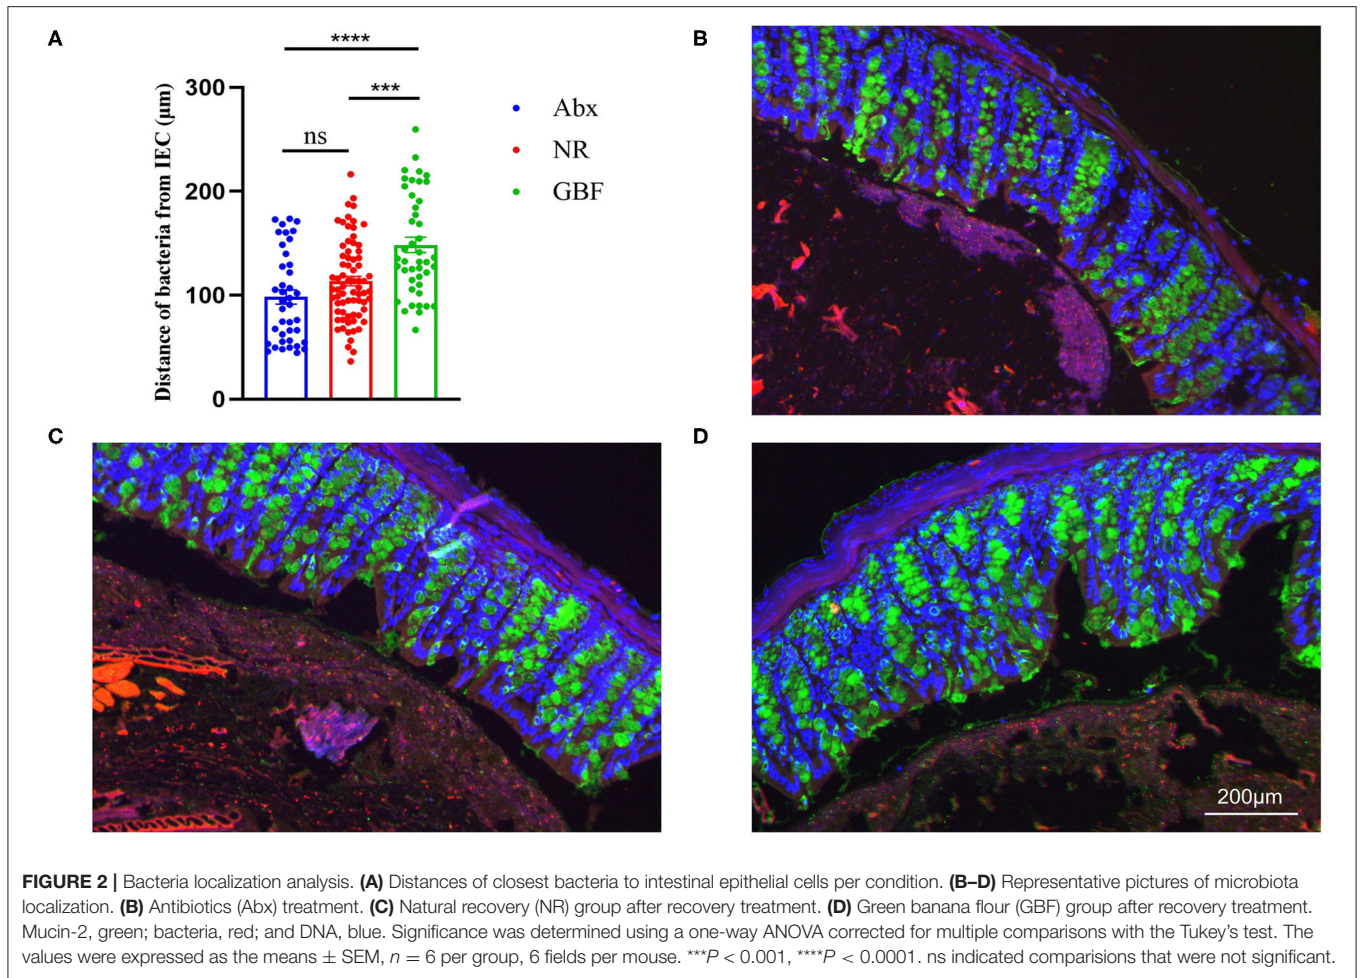 A
****
***
ns
Distance of bacteria from IEC (µm)
300
200
100
0
Abx
NR
GBF
B
C
D
200µm
FIGURE 2 | Bacteria localization analysis. (A) Distances of closest bacteria to intestinal epithelial cells per condition. (B–D) Representative pictures of microbiota
localization. (B) Antibiotics (Abx) treatment. (C) Natural recovery (NR) group after recovery treatment. (D) Green banana flour (GBF) group after recovery treatment.
Mucin-2, green; bacteria, red; and DNA, blue. Significance was determined using a one-way ANOVA corrected for multiple comparisons with the Tukey's test. The
values were expressed as the means ± SEM, n = 6 per group, 6 fields per mouse. ***P < 0.001, ****P < 0.0001. ns indicated comparisions that were not significant.